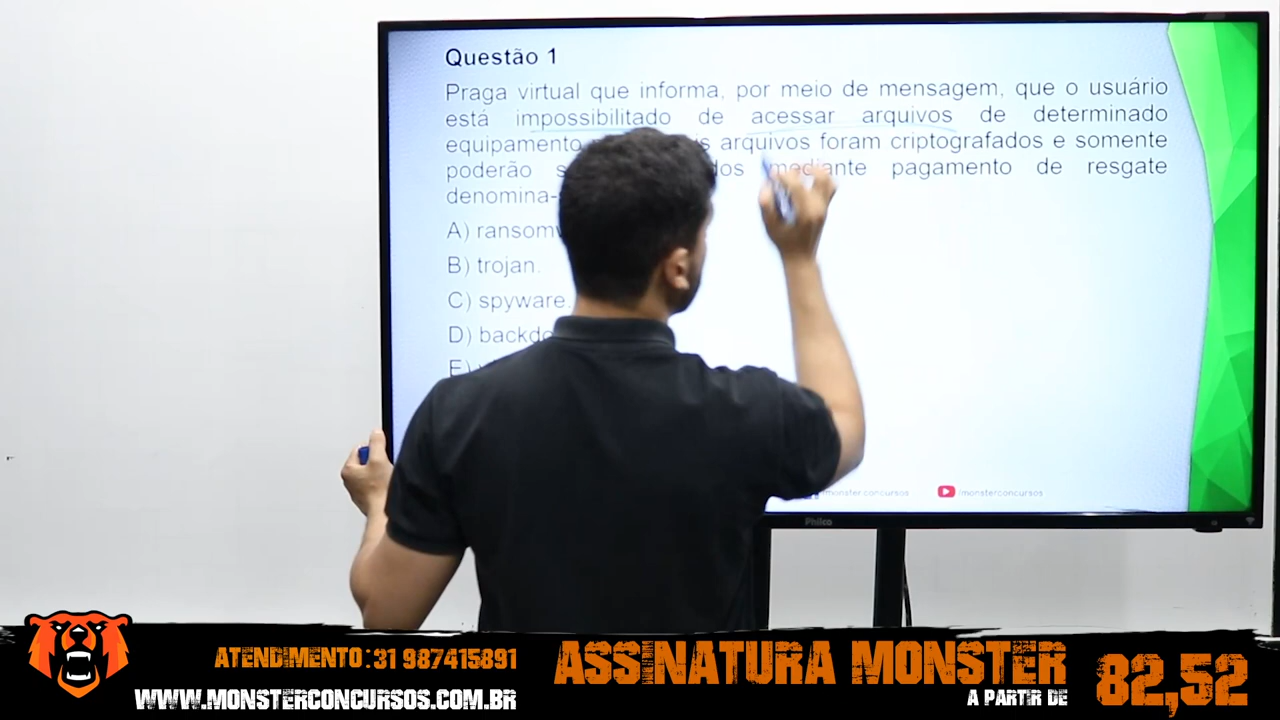 Questão 1
Praga virtual que informa, por meio de mensagem, que o usuário
está impossibilitado de acessar arquivos de determinado
equipamento arquivos foram criptografados e somente
poderão mediante pagamento de resgate
denomina-
A)
B) trojan.
C) spyware.
D)
E)
/monster.concursos /monsterconcursos
Philco
ATENDIMENTO: 31 987415891
WWW.MONSTERCONCURSOS.COM.BR
ASSINATURA MONSTER
A PARTIR DE
82,52